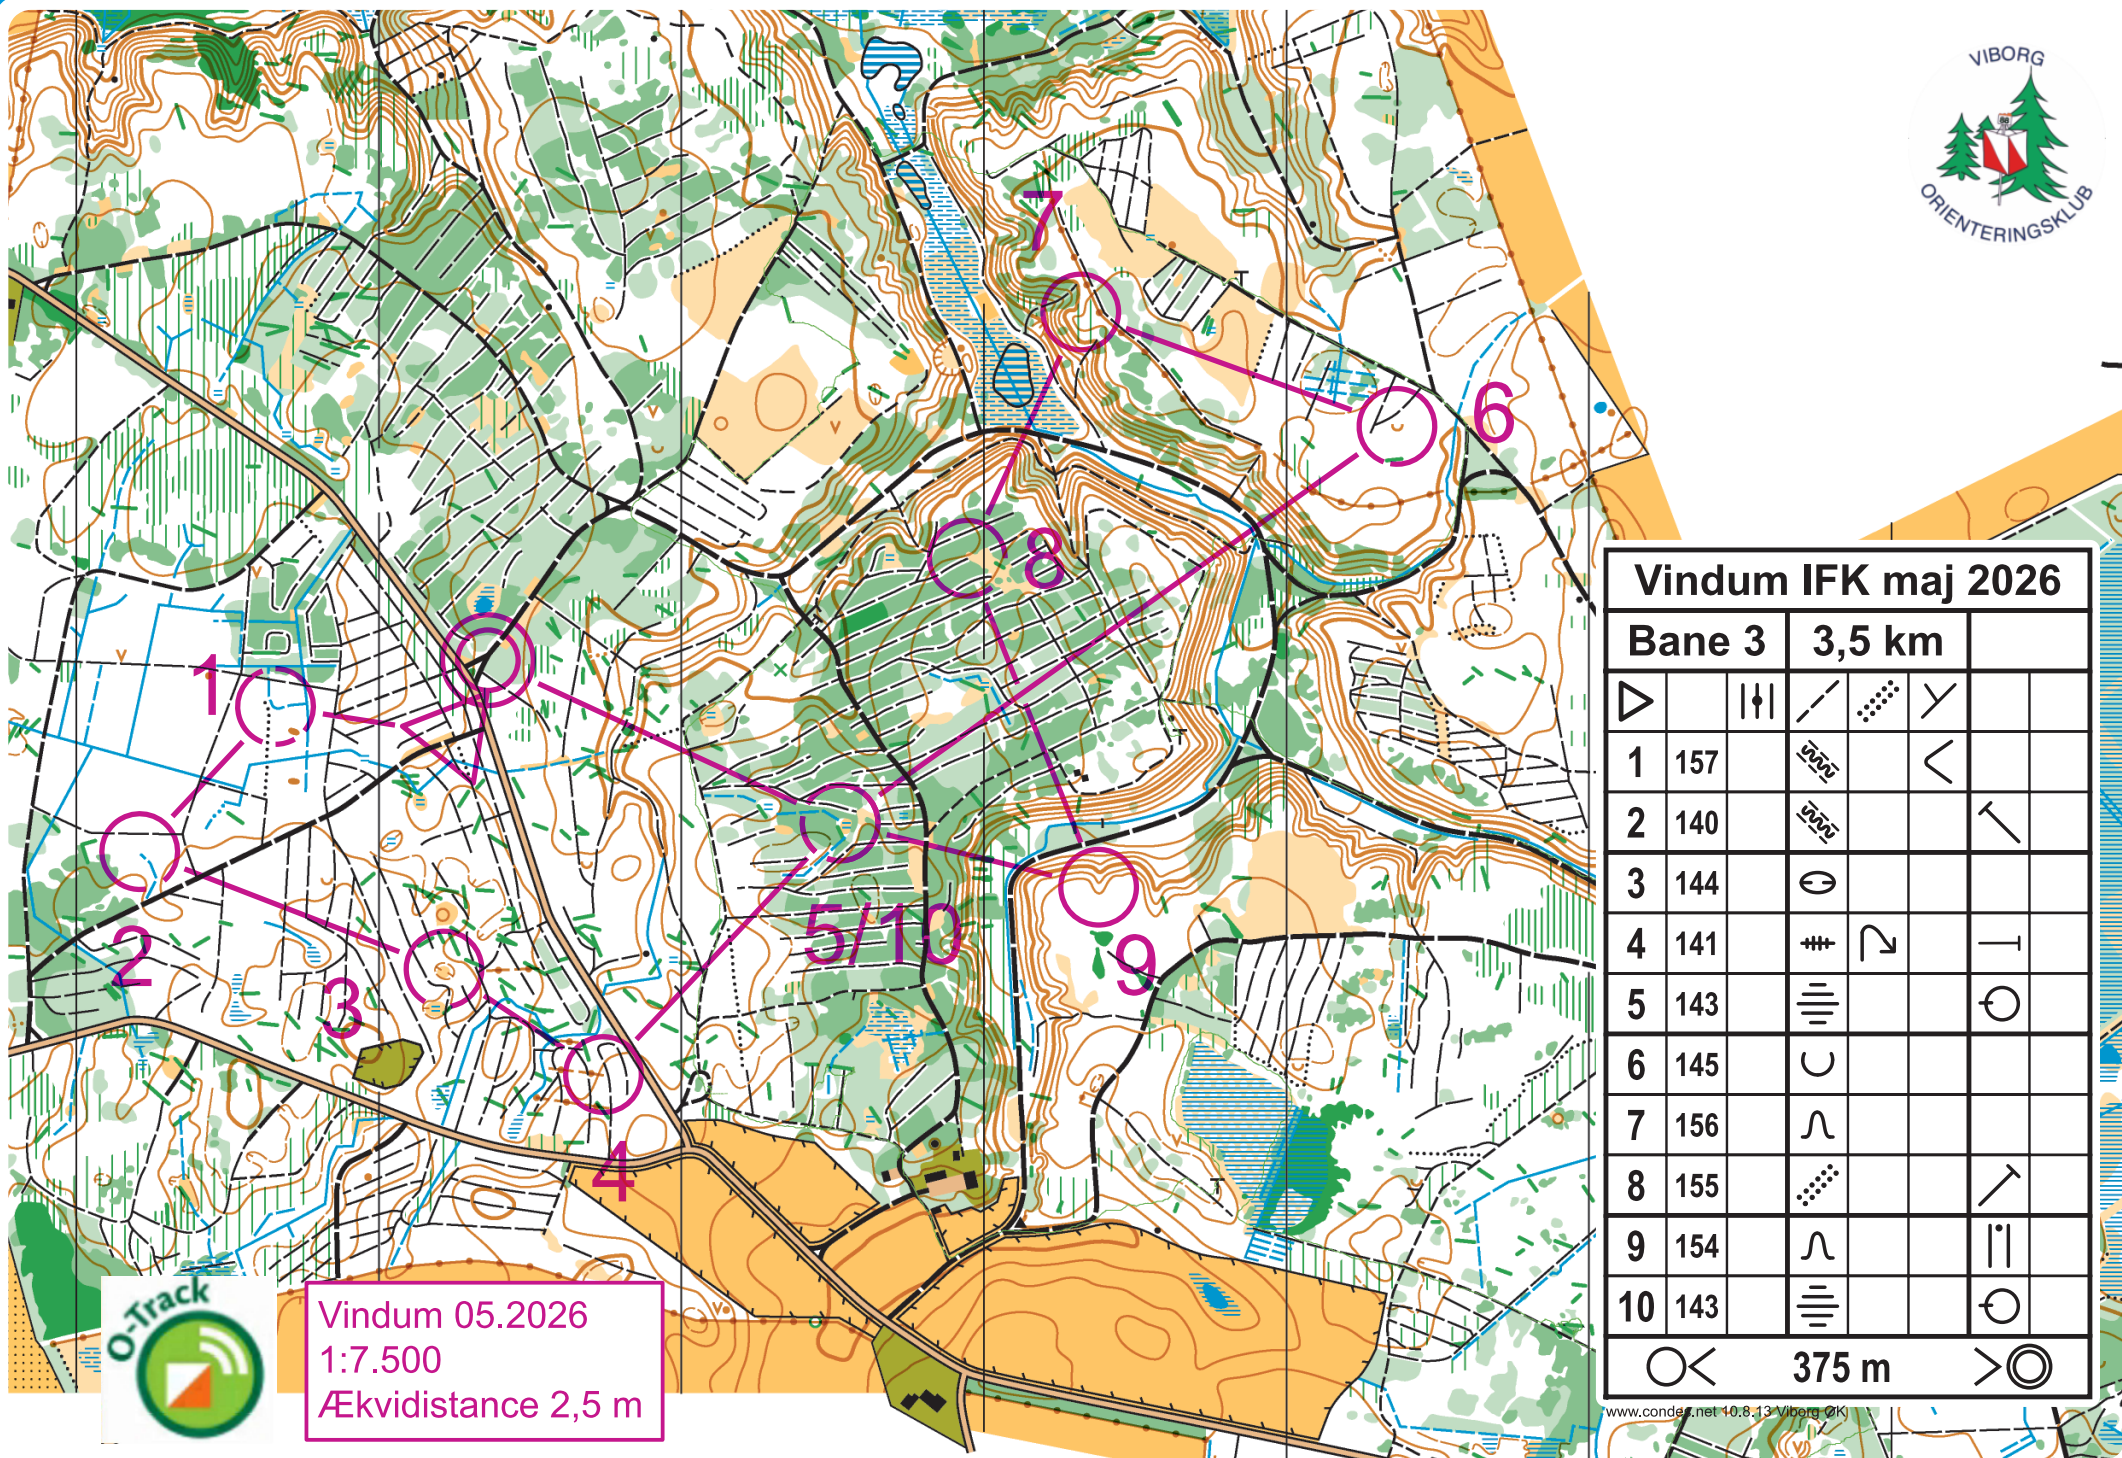 VIBORG
ORIENTERINGSKLUB
7
6
8
1
5/10
2
9
3
4
Vindum IFK maj 2026
Bane 3 3,5 km
1 157
2 140
3 144
4 141
5 143
6 145
7 156
8 155
9 154
10 143
375 m
www.condes.net 10.8.13 Viborg OK
O-Track
Vindum 05.2026
1:7.500
Ækvidistance 2,5 m